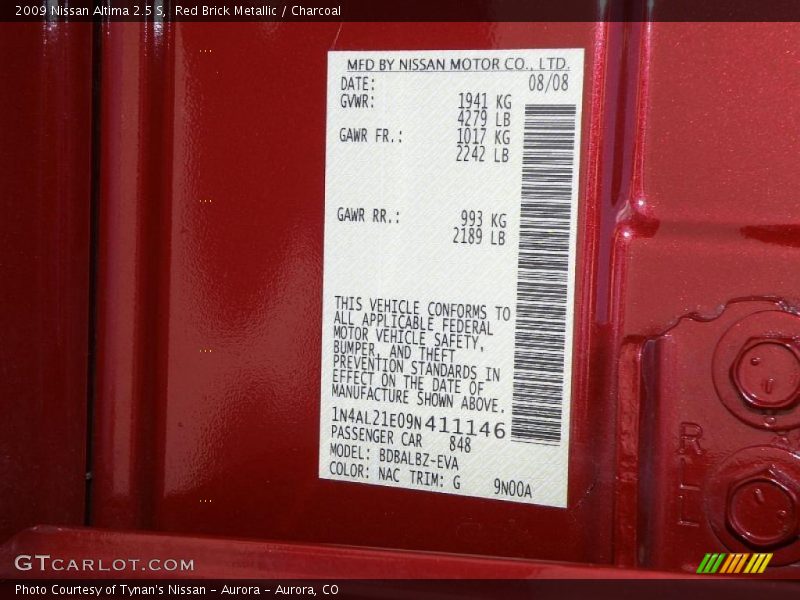 2009 Nissan Altima 2.5 S,  Red Brick Metallic / Charcoal
MFD BY NISSAN MOTOR CO., LTD.
DATE: 08/08
GVWR: 1941 KG
4279 LB
GAWR FR.: 1017 KG
2242 LB
GAWR RR.: 993 KG
2189 LB
THIS VEHICLE CONFORMS TO
ALL APPLICABLE FEDERAL
MOTOR VEHICLE SAFETY,
BUMPER, AND THEFT
PREVENTION STANDARDS IN
EFFECT ON THE DATE OF
MANUFACTURE SHOWN ABOVE.
1N4AL21E09N411146
PASSENGER CAR 848
MODEL: BDBALBZ-EVA
COLOR: NAC TRIM: G 9N00A
GTCARLOT.COM
Photo Courtesy of Tynan's Nissan - Aurora - Aurora, CO